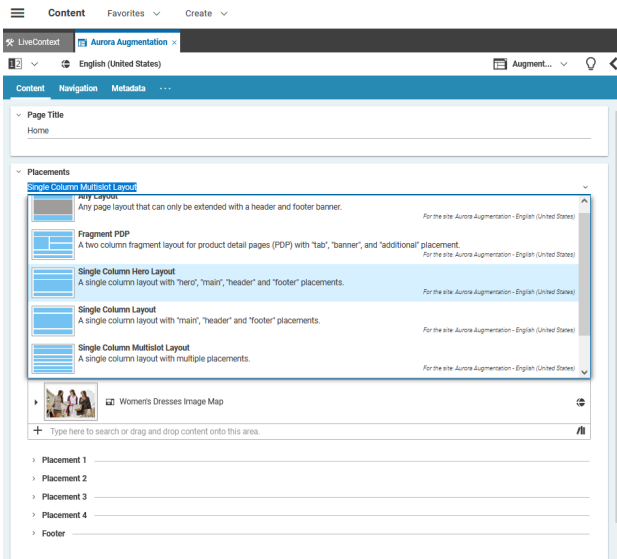 Content Favorites Create
LiveContext Aurora Augmentation ×
12 English (United States) Augment...
Content Navigation Metadata ...
Page Title
Home
Placements
Single Column Multislot Layout
Any Layout
Any page layout that can only be extended with a header and footer banner.
For the site: Aurora Augmentation - English (United States)
Fragment PDP
A two column fragment layout for product detail pages (PDP) with "tab", "banner", and "additional" placement.
For the site: Aurora Augmentation - English (United States)
Single Column Hero Layout
A single column layout with "hero", "main", "header" and "footer" placements.
For the site: Aurora Augmentation - English (United States)
Single Column Layout
A single column layout with "main", "header" and "footer" placements.
For the site: Aurora Augmentation - English (United States)
Single Column Multislot Layout
A single column layout with multiple placements.
For the site: Aurora Augmentation - English (United States)
Women's Dresses Image Map
Type here to search or drag and drop content onto this area.
Placement 1
Placement 2
Placement 3
Placement 4
Footer